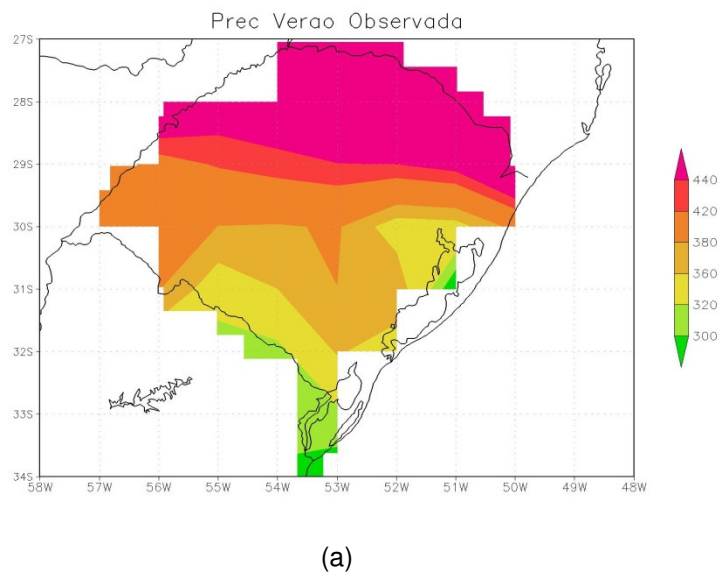 Prec Verao Observada
27S
28S
29S
30S
31S
32S
33S
34S
58W 57W 56W 55W 54W 53W 52W 51W 50W 49W 48W
440
420
380
360
320
300
(a)